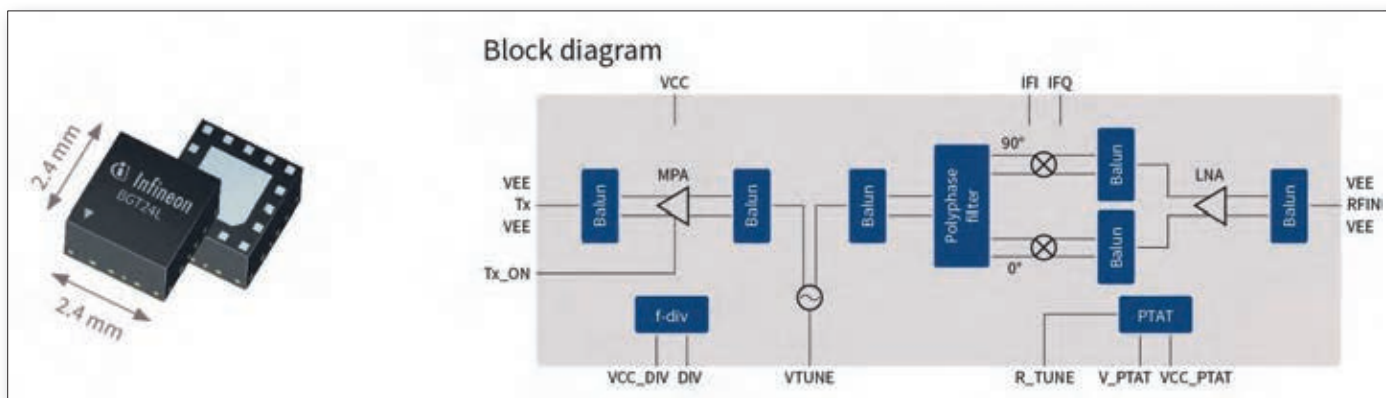 Block diagram
2.4 mm
Infineon
BGT24L
2.4 mm
VCC
IFI IFQ
VEE
Tx
VEE
Tx_ON
Balun
MPA
Balun
Balun
Polyphase
filter
90°
0°
Balun
Balun
LNA
Balun
VEE
RFINI
VEE
f-div
PTAT
VCC_DIV DIV
VTUNE
R_TUNE
V_PTAT VCC_PTAT